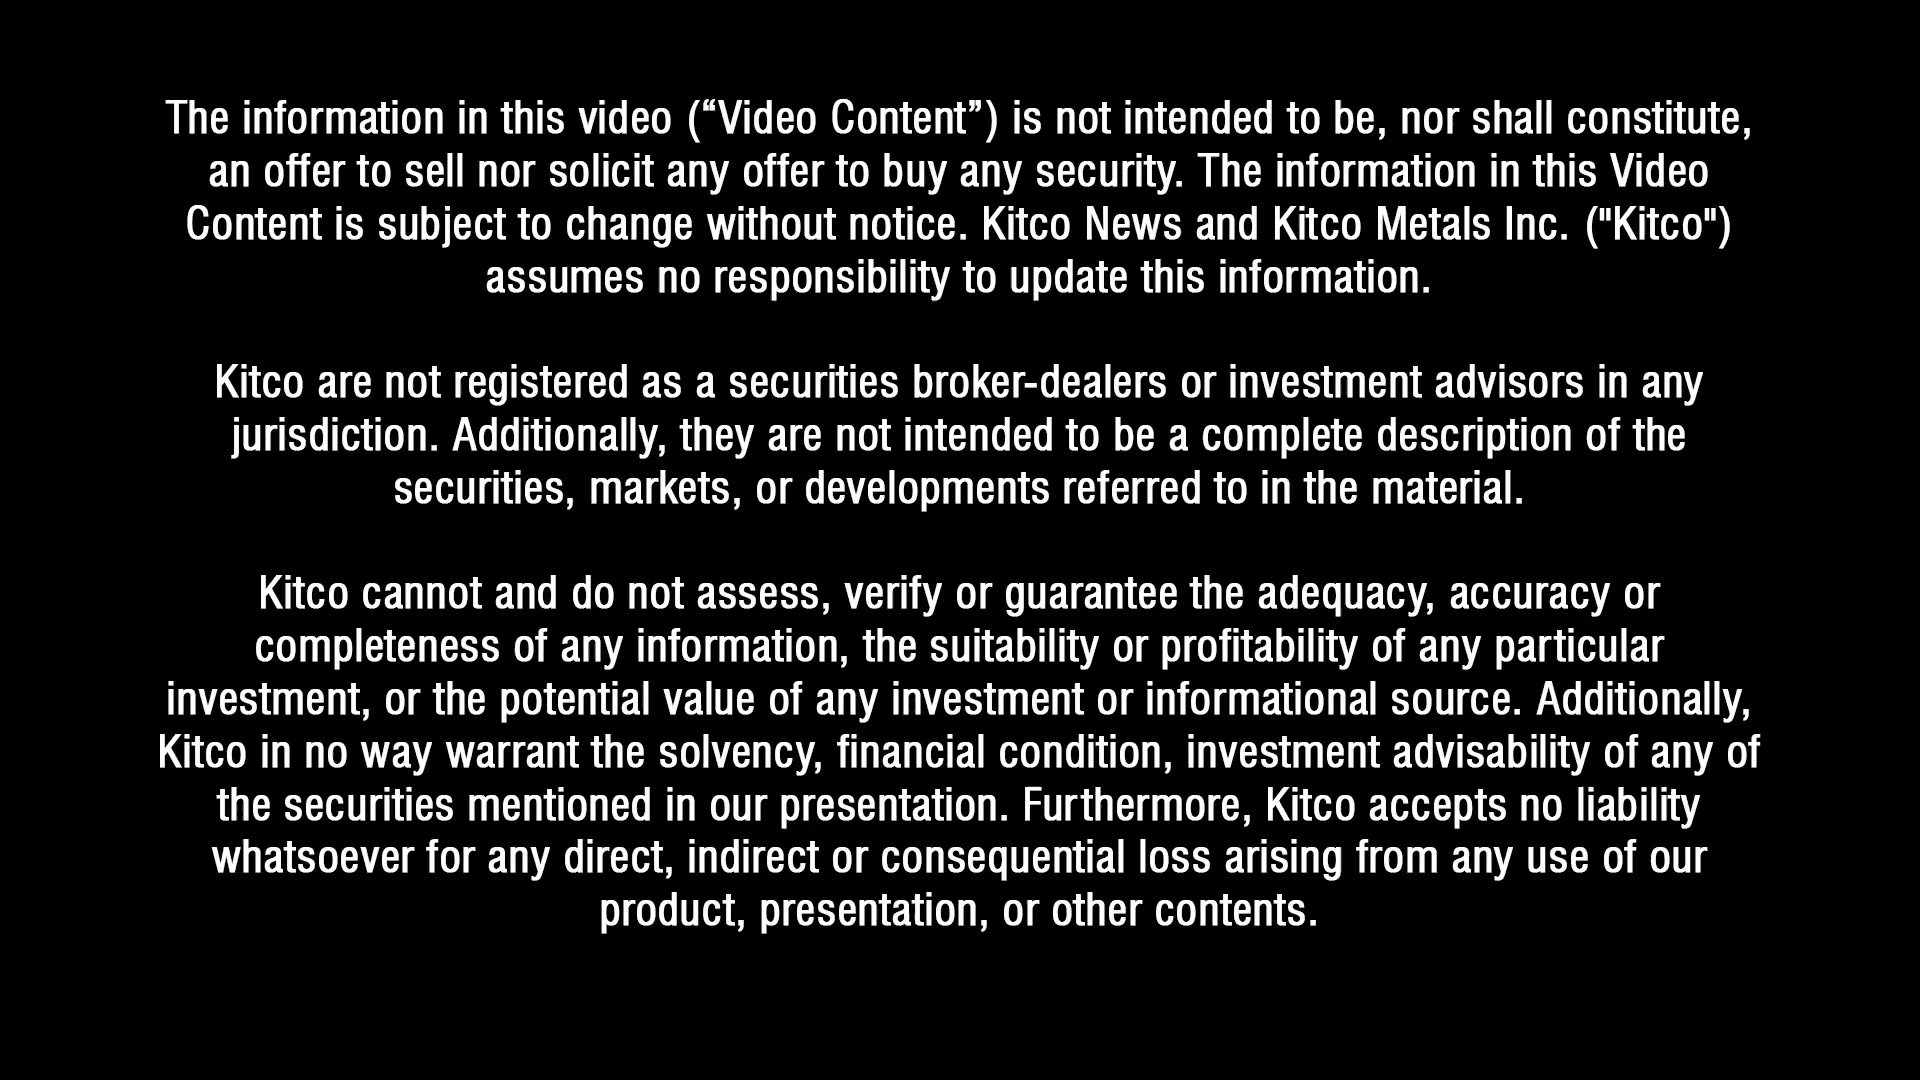 The information in this video (“Video Content”) is not intended to be, nor shall constitute,
an offer to sell nor solicit any offer to buy any security. The information in this Video
Content is subject to change without notice. Kitco News and Kitco Metals Inc. ("Kitco")
assumes no responsibility to update this information.
Kitco are not registered as a securities broker-dealers or investment advisors in any
jurisdiction. Additionally, they are not intended to be a complete description of the
securities, markets, or developments referred to in the material.
Kitco cannot and do not assess, verify or guarantee the adequacy, accuracy or
completeness of any information, the suitability or profitability of any particular
investment, or the potential value of any investment or informational source. Additionally,
Kitco in no way warrant the solvency, financial condition, investment advisability of any of
the securities mentioned in our presentation. Furthermore, Kitco accepts no liability
whatsoever for any direct, indirect or consequential loss arising from any use of our
product, presentation, or other contents.